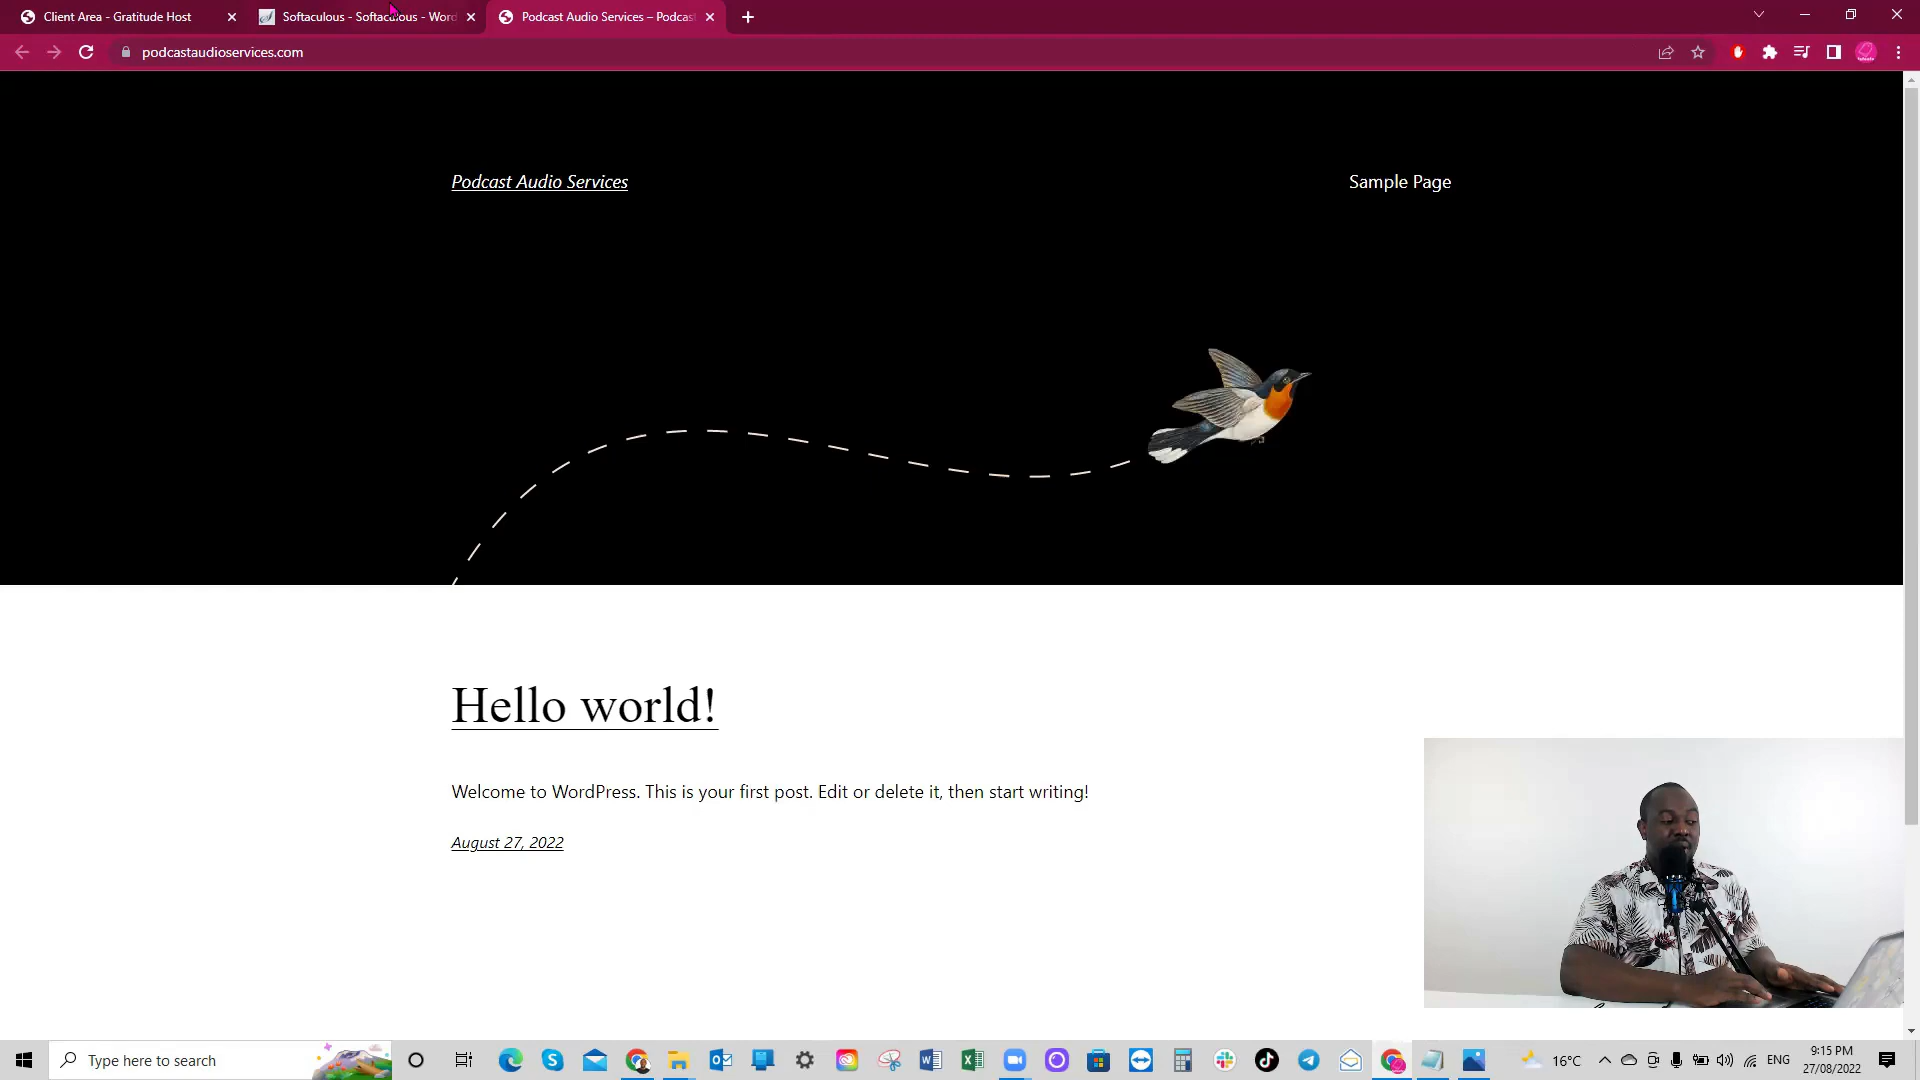 Client Area - Gratitude Host
Softaculous - Softaculous - Word
Podcast Audio Services – Podcas
podcastaudioservices.com
Podcast Audio Services
Sample Page
Hello world!
Welcome to WordPress. This is your first post. Edit or delete it, then start writing!
August 27, 2022
Type here to search
16°C
ENG
9:15 PM
27/08/2022